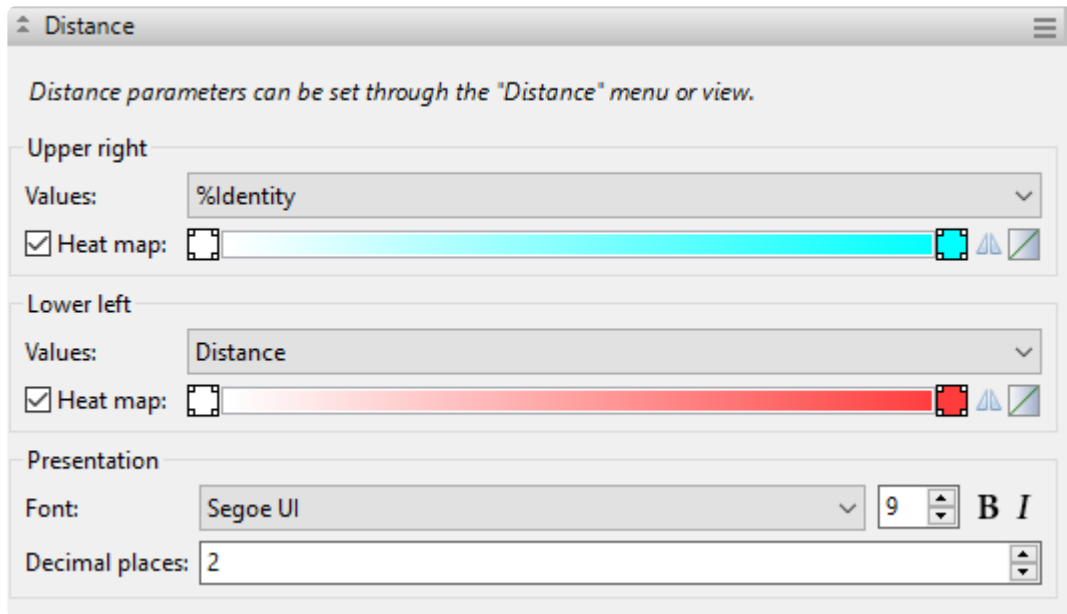 Distance
Distance parameters can be set through the "Distance" menu or view.
Upper right
Values: %Identity
Heat map:
Lower left
Values: Distance
Heat map:
Presentation
Font: Segoe UI 9 B I
Decimal places: 2